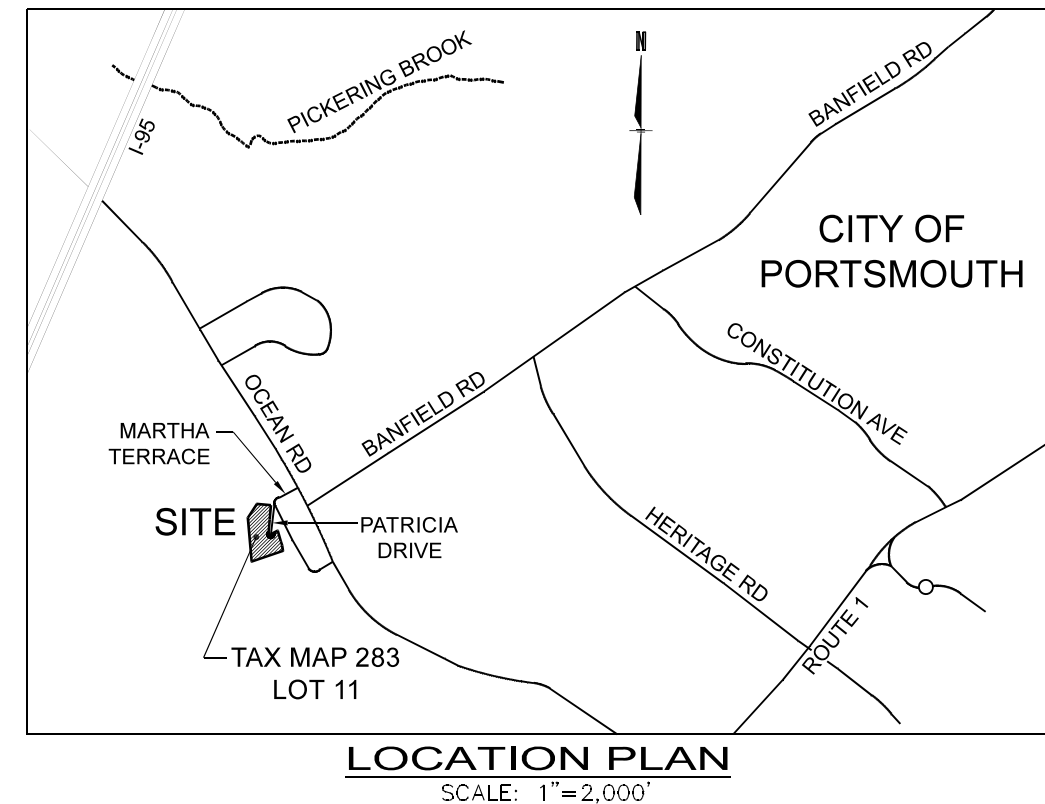 PICKERING BROOK
N
BANFIELD RD
I-95
CITY OF
PORTSMOUTH
CONSTITUTION AVE
OCEAN RD
BANFIELD RD
MARTHA
TERRACE
SITE
PATRICIA
DRIVE
HERITAGE RD
ROUTE 1
TAX MAP 283
LOT 11
LOCATION PLAN
SCALE: 1"=2,000'